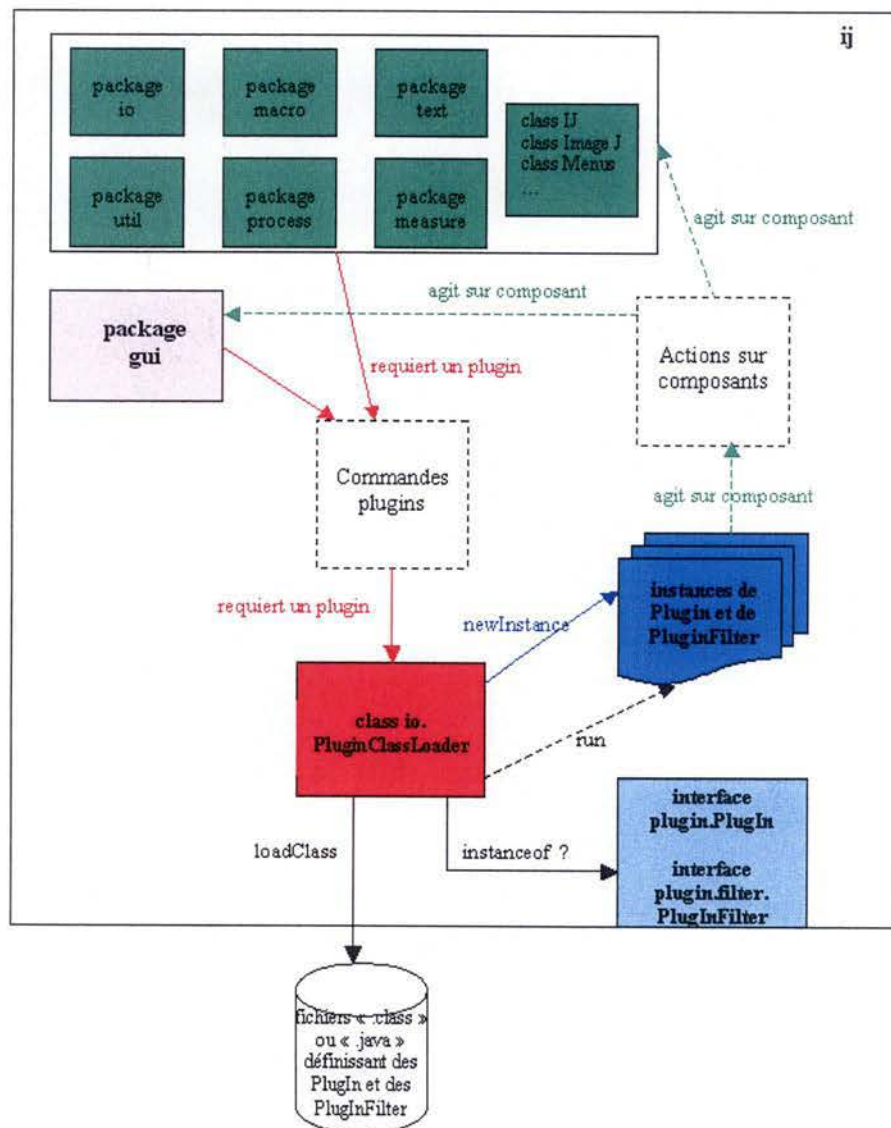 ij
package
io
package
macro
package
text
class IJ
class Image J
class Menus
...
package
util
package
process
package
measure
agit sur composant
agit sur composant
package
gui
requiert un plugin
Actions sur
composants
Commandes
plugins
agit sur composant
requiert un plugin
newInstance
instances de
Plugin et de
PluginFilter
class io.
PluginClassLoader
run
interface
plugin.PlugIn
interface
plugin.filter.
PlugInFilter
loadClass
instanceof ?
fichiers « .class »
ou « .java »
définissant des
PlugIn et des
PlugInFilter